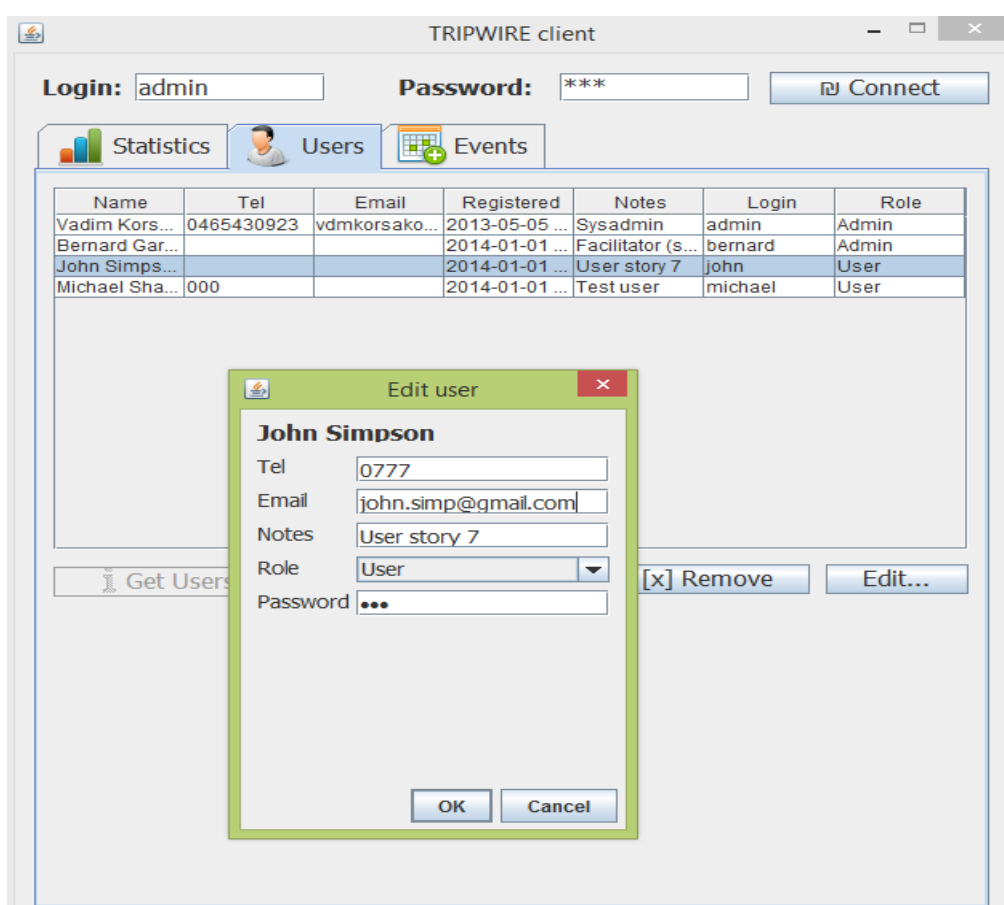 TRIPWIRE client
Login: admin Password: *** ₪ Connect
Statistics Users Events
Name Tel Email Registered Notes Login Role
Vadim Kors... 0465430923 vdmkorsako... 2013-05-05 ... Sysadmin admin Admin
Bernard Gar... 2014-01-01 ... Facilitator (s... bernard Admin
John Simps... 2014-01-01 ... User story 7 john User
Michael Sha... 000 2014-01-01 ... Test user michael User
Edit user
John Simpson
Tel 0777
Email john.simp@gmail.com
Notes User story 7
Role User
Password •••
OK Cancel
Get Users [x] Remove Edit...